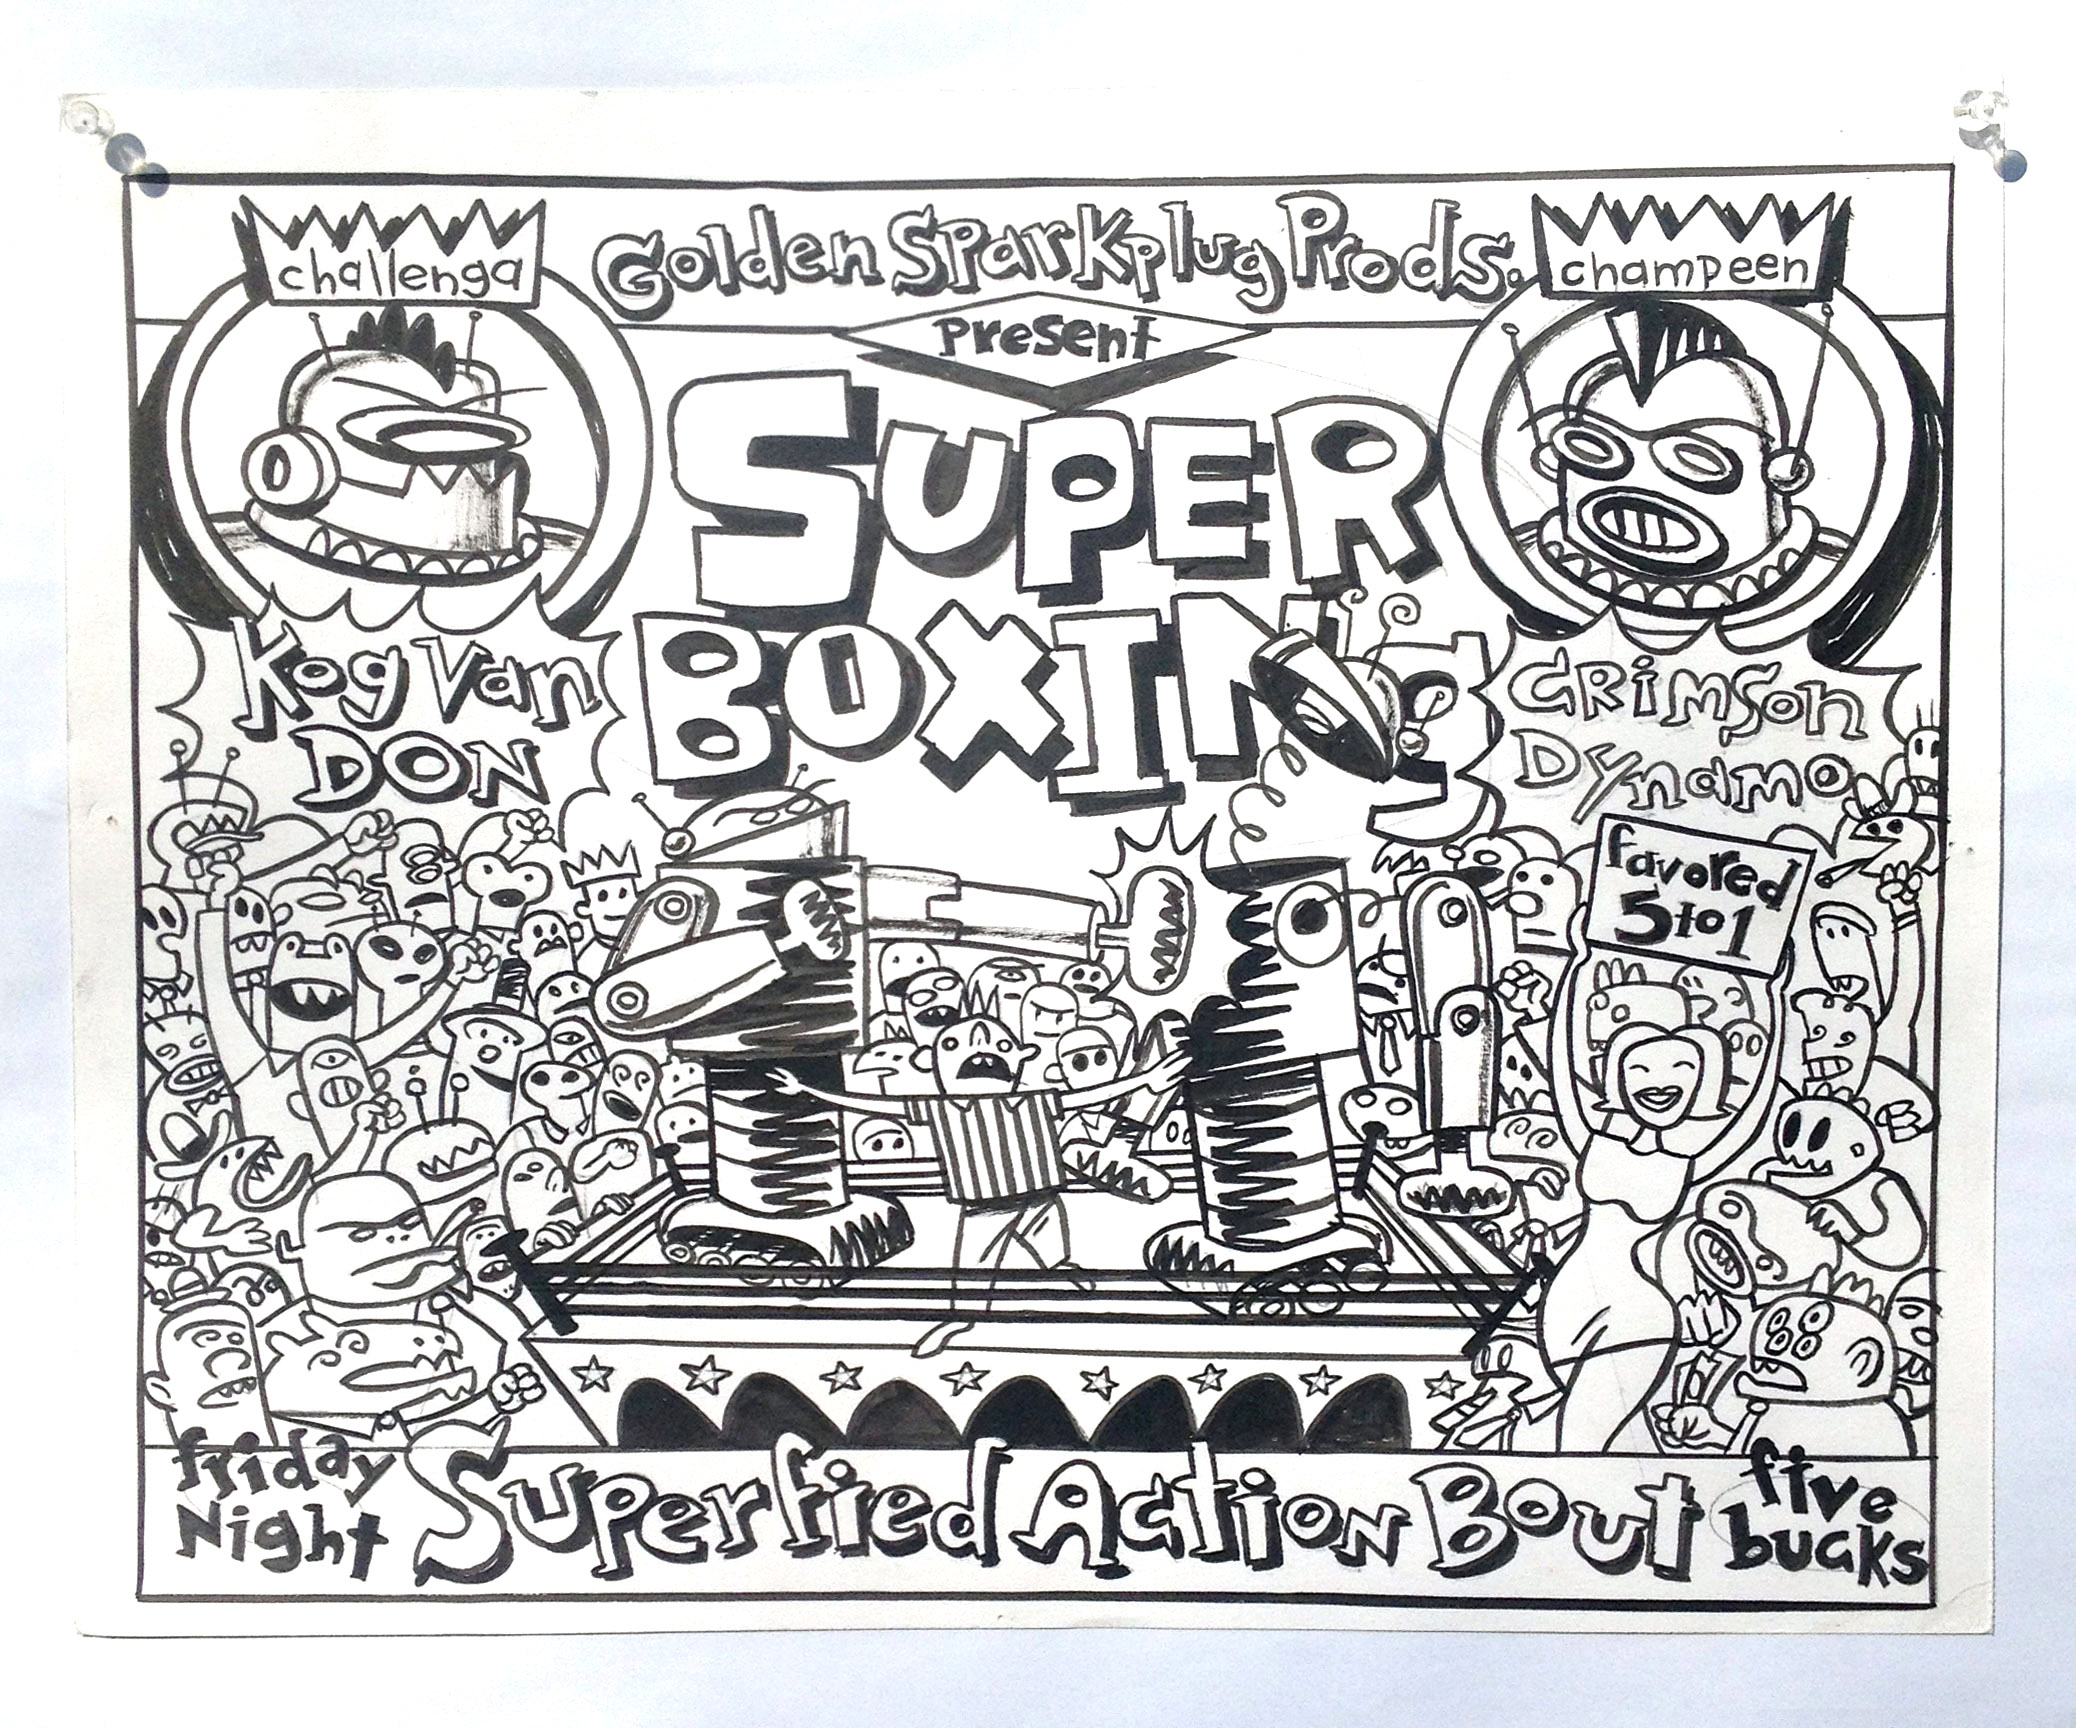 challenga
Golden Sparkplug Prods.
champeen
Present
SUPER
BOXINg
Kog Van
DON
CRimson
Dynamo
favored
5 to 1
friday
Night
Superfied Action Bout
five
bucks